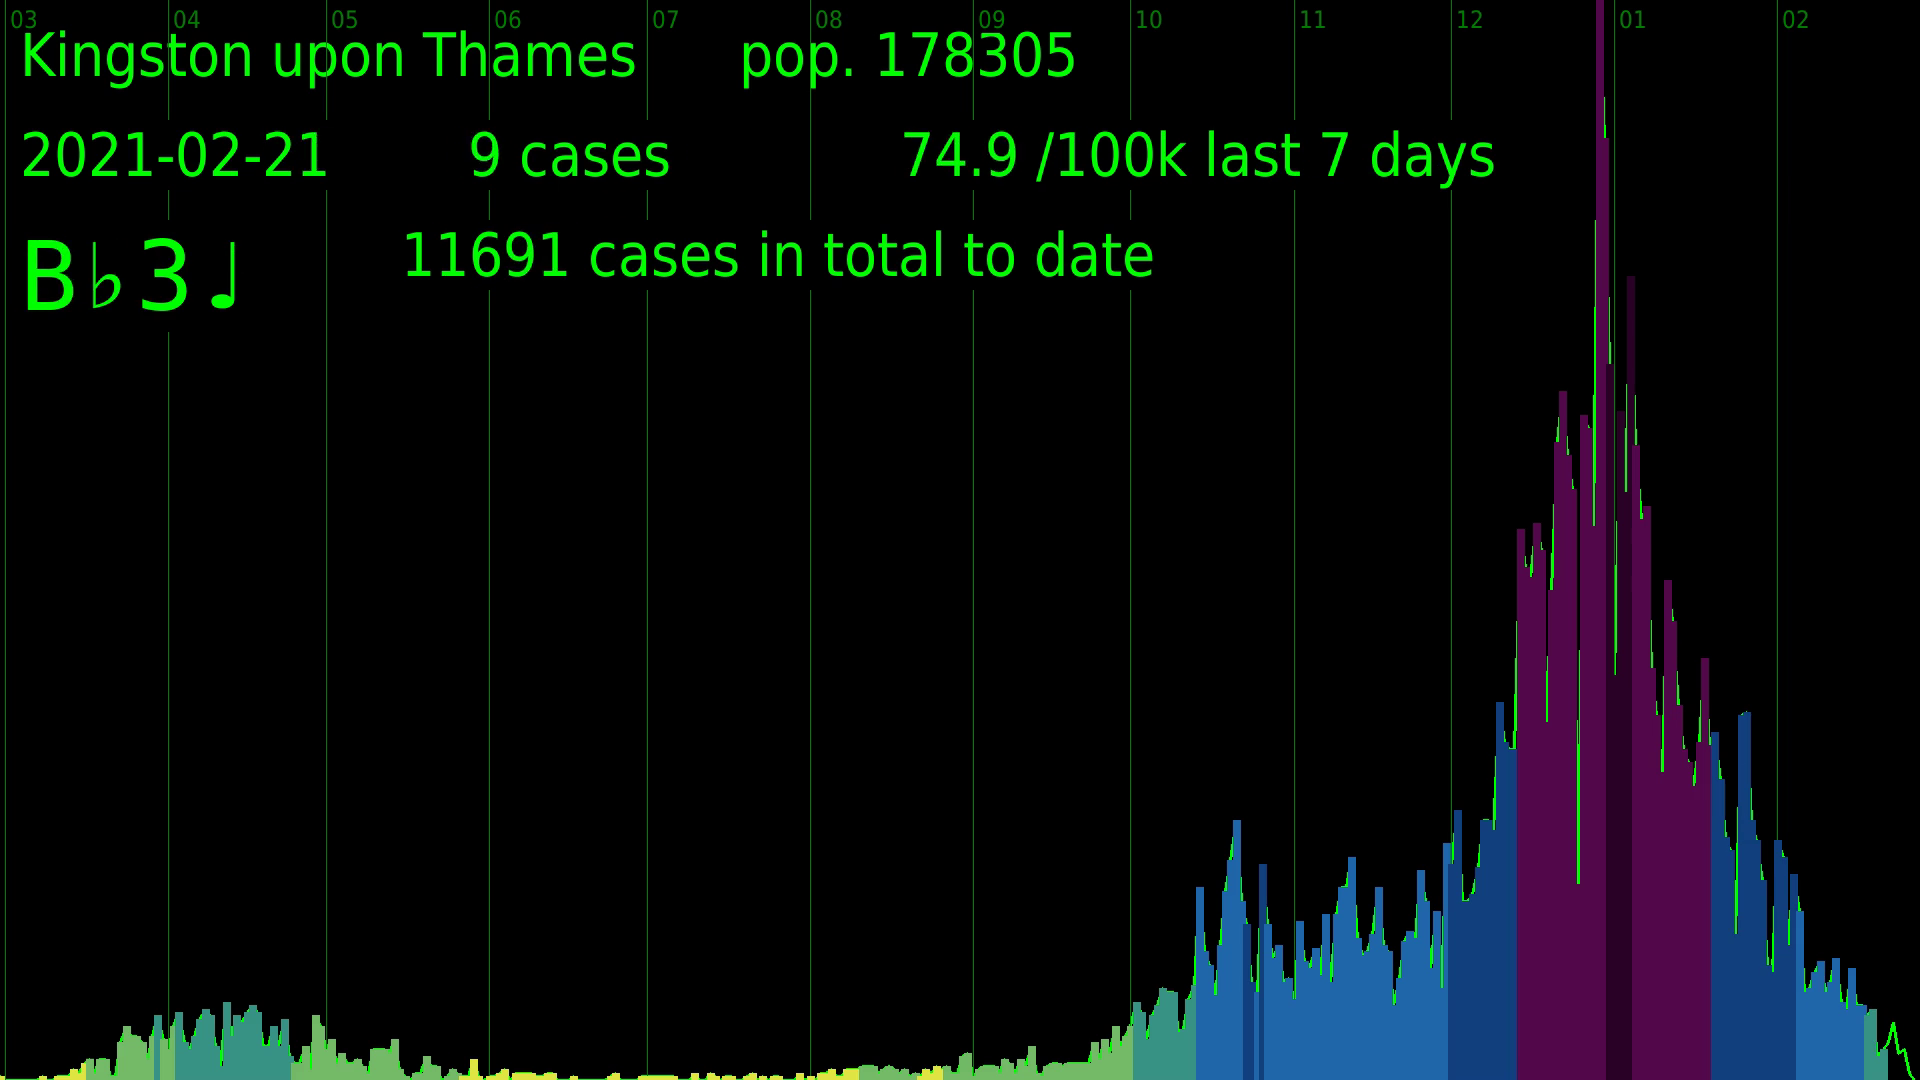 03 04 05 06 07 08 09 10 11 12 01 02
Kingston upon Thames pop. 178305
2021-02-21 9 cases 74.9 /100k last 7 days
B♭3♩ 11691 cases in total to date